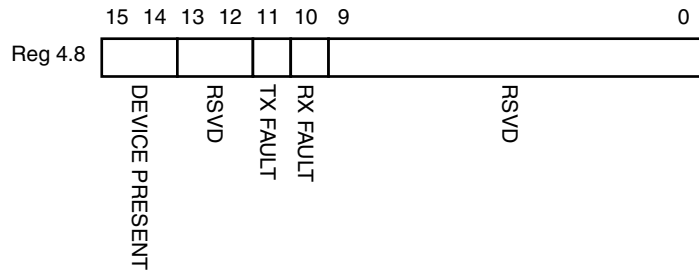 15 14 13 12 11 10 9 0
Reg 4.8
DEVICE PRESENT
RSVD
TX FAULT
RX FAULT
RSVD